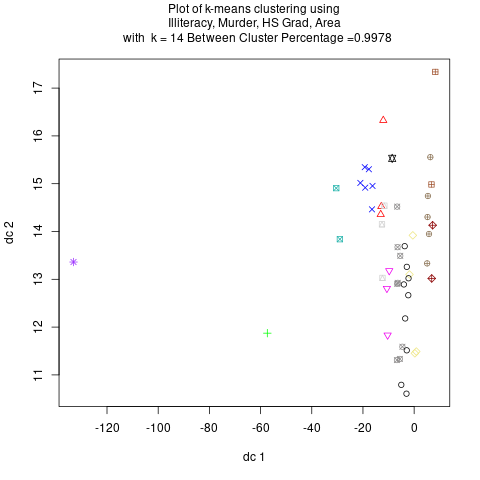 Plot of k-means clustering using
Illiteracy, Murder, HS Grad, Area
with  k = 14 Between Cluster Percentage =0.9978
17
16
15
14
13
12
11
dc 2
-120 -100 -80 -60 -40 -20 0
dc 1